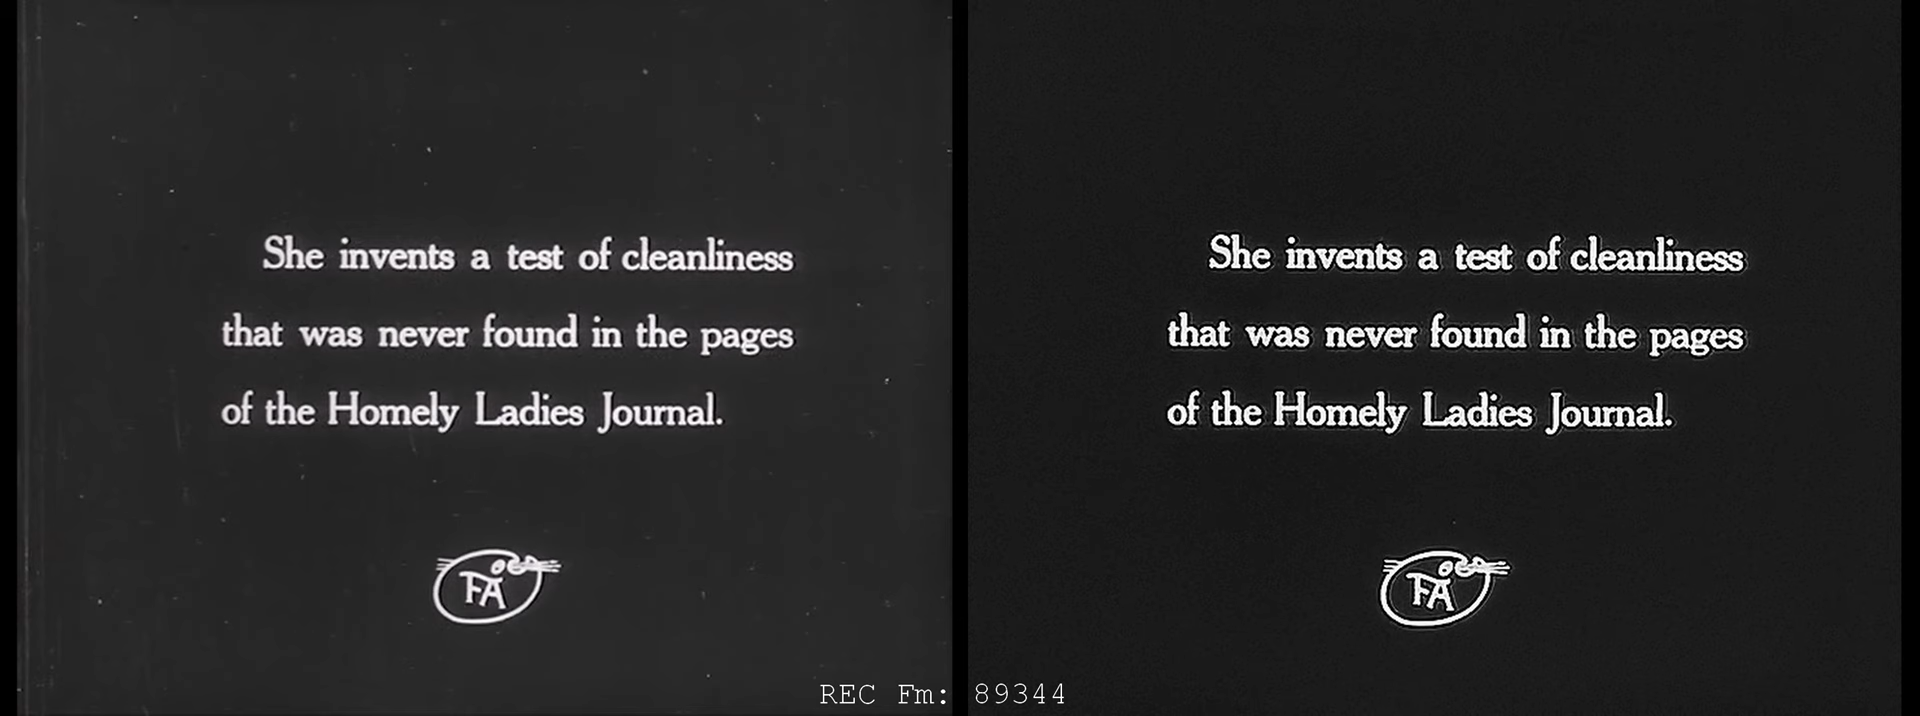 She invents a test of cleanliness
that was never found in the pages
of the Homely Ladies Journal.
FA
She invents a test of cleanliness
that was never found in the pages
of the Homely Ladies Journal.
FA
REC Fm: 89344